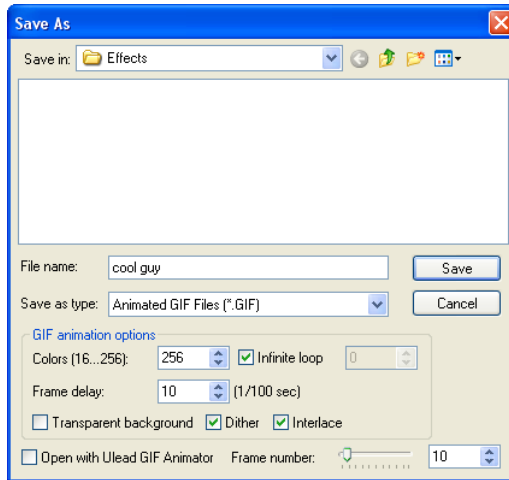 Save As
Save in: Effects
File name: cool guy Save
Save as type: Animated GIF Files (*.GIF) Cancel
GIF animation options
Colors (16...256): 256 Infinite loop 0
Frame delay: 10 (1/100 sec)
Transparent background Dither Interlace
Open with Ulead GIF Animator Frame number: 10